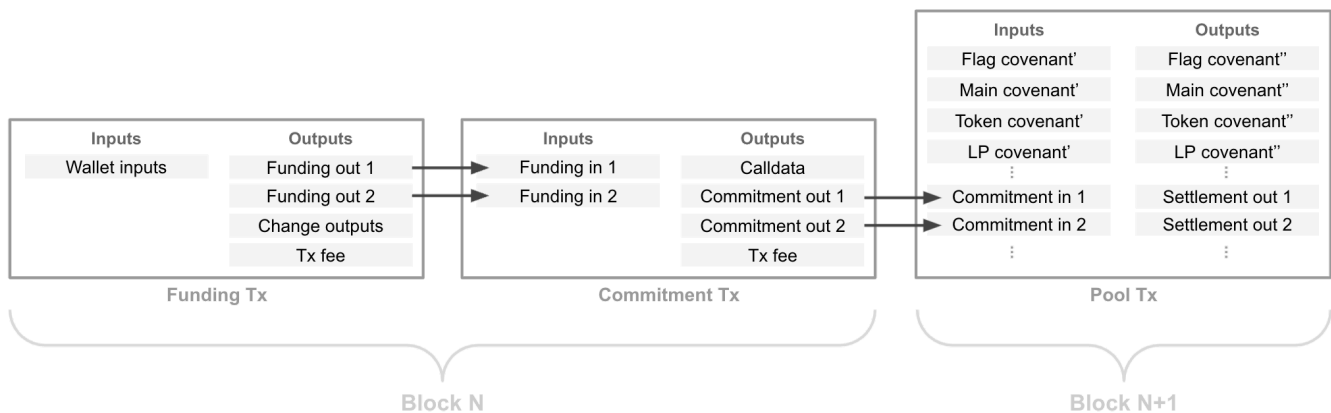 Inputs
Outputs
Wallet inputs
Funding out 1
Funding out 2
Change outputs
Tx fee
Funding Tx
Inputs
Outputs
Funding in 1
Funding in 2
Calldata
Commitment out 1
Commitment out 2
Tx fee
Commitment Tx
Inputs
Outputs
Flag covenant’
Main covenant’
Token covenant’
LP covenant’
⋮
Commitment in 1
Commitment in 2
⋮
Flag covenant’’
Main covenant’’
Token covenant’’
LP covenant’’
⋮
Settlement out 1
Settlement out 2
⋮
Pool Tx
Block N
Block N+1